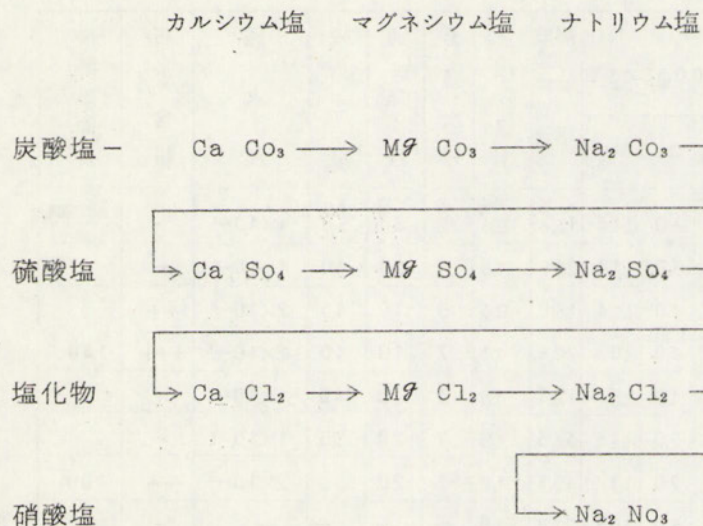 カルシウム塩 マグネシウム塩 ナトリウム塩
炭酸塩 － Ca Co₃ → Mg Co₃ → Na₂ Co₃
硫酸塩 → Ca So₄ → Mg So₄ → Na₂ So₄
塩化物 → Ca Cl₂ → Mg Cl₂ → Na₂ Cl₂
硝酸塩 → Na₂ No₃